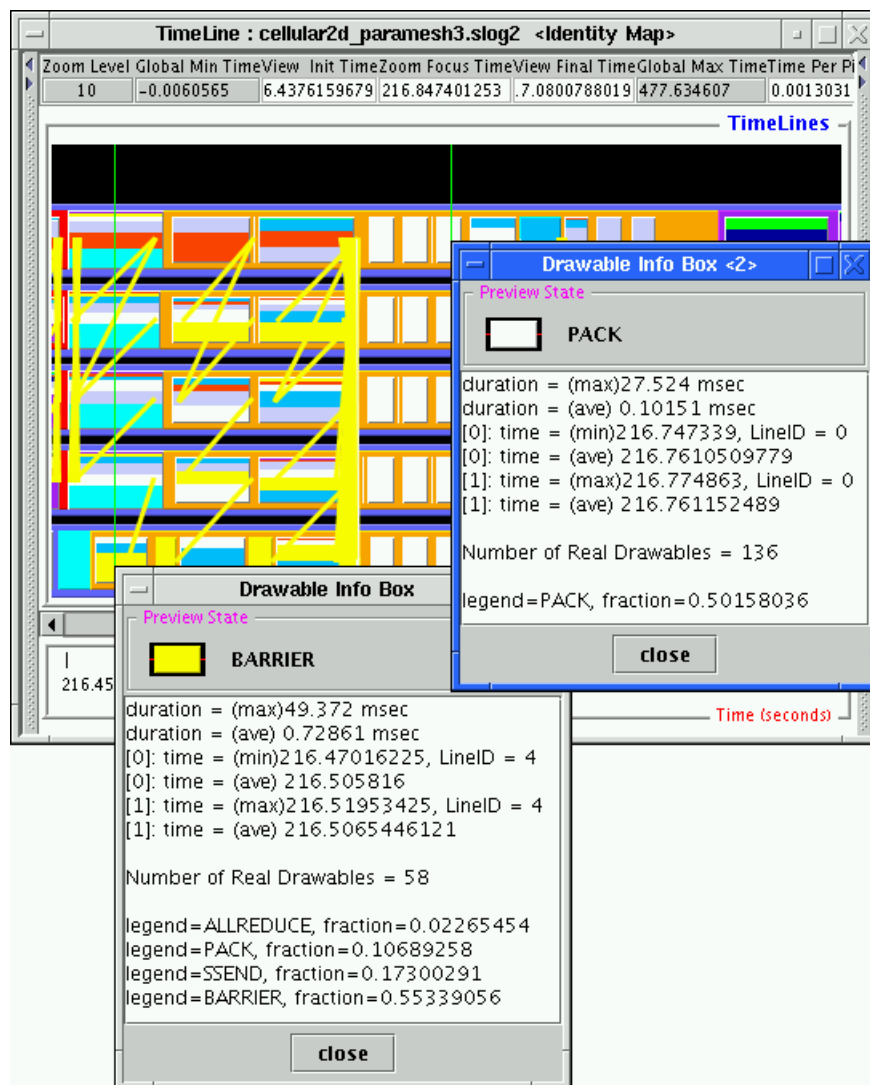 TimeLine : cellular2d_paramesh3.slog2 <Identity Map>
Zoom Level Global Min Time View Init Time Zoom Focus Time View Final Time Global Max Time Time Per Pi
10 -0.0060565 6.4376159679 216.847401253 .7.0800788019 477.634607 0.0013031
TimeLines
Drawable Info Box <2>
Preview State
PACK
duration = (max)27.524 msec
duration = (ave) 0.10151 msec
[0]: time = (min)216.747339, LineID = 0
[0]: time = (ave) 216.7610509779
[1]: time = (max)216.774863, LineID = 0
[1]: time = (ave) 216.761152489
Number of Real Drawables = 136
legend=PACK, fraction=0.50158036
close
216.45
Time (seconds)
Drawable Info Box
Preview State
BARRIER
duration = (max)49.372 msec
duration = (ave) 0.72861 msec
[0]: time = (min)216.47016225, LineID = 4
[0]: time = (ave) 216.505816
[1]: time = (max)216.51953425, LineID = 4
[1]: time = (ave) 216.5065446121
Number of Real Drawables = 58
legend=ALLREDUCE, fraction=0.02265454
legend=PACK, fraction=0.10689258
legend=SSEND, fraction=0.17300291
legend=BARRIER, fraction=0.55339056
close